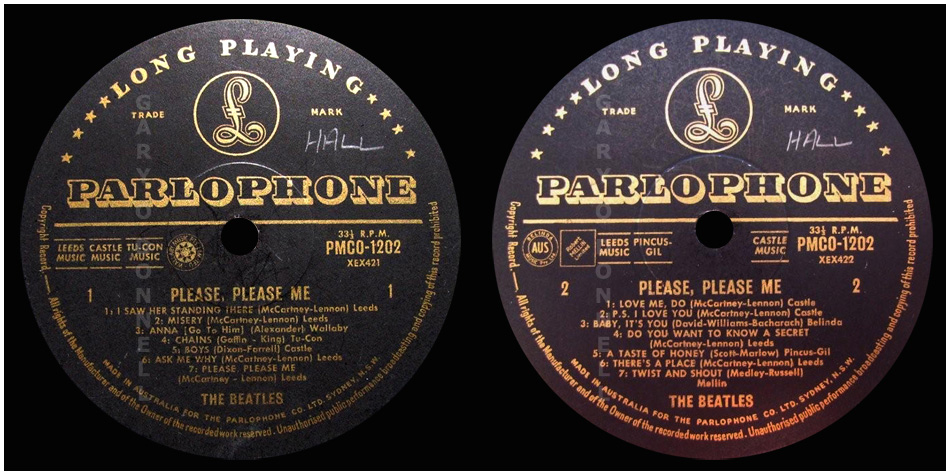 LONG PLAYING
£
TRADE MARK
HALL
PARLOPHONE
33⅓ R.P.M.
PMCO-1202
XEX421
LEEDS CASTLE TU-CON
MUSIC MUSIC MUSIC
1 PLEASE, PLEASE ME 1
1: I SAW HER STANDING THERE (McCartney-Lennon) Leeds
2: MISERY (McCartney-Lennon) Leeds
3: ANNA (Go To Him) (Alexander) Wallaby
4: CHAINS (Goffin - King) Tu-Con
5: BOYS (Dixon-Farrell) Castle
6: ASK ME WHY (McCartney-Lennon) Leeds
7: PLEASE, PLEASE ME
(McCartney - Lennon) Leeds
THE BEATLES
MADE IN AUSTRALIA FOR THE PARLOPHONE CO. LTD. SYDNEY, N.S.W.
Copyright Record.— All rights of the Manufacturer and of the Owner of the recorded work reserved. Unauthorised public performance broadcasting and copying of this record prohibited
LONG PLAYING
£
TRADE MARK
HALL
PARLOPHONE
33⅓ R.P.M.
PMCO-1202
XEX422
BELINDA
AUS
LEEDS PINCUS-
MUSIC GIL
CASTLE
MUSIC
2 PLEASE, PLEASE ME 2
1: LOVE ME, DO (McCartney-Lennon) Castle
2: P.S. I LOVE YOU (McCartney-Lennon) Castle
3: BABY, IT'S YOU (David-Williams-Bacharach) Belinda
4: DO YOU WANT TO KNOW A SECRET
(McCartney-Lennon) Leeds
5: A TASTE OF HONEY (Scott-Marlow) Pincus-Gil
6: THERE'S A PLACE (McCartney-Lennon) Leeds
7: TWIST AND SHOUT (Medley-Russell)
Mellin
THE BEATLES
MADE IN AUSTRALIA FOR THE PARLOPHONE CO. LTD. SYDNEY, N.S.W.
Copyright Record.— All rights of the Manufacturer and of the Owner of the recorded work reserved. Unauthorised public performance broadcasting and copying of this record prohibited